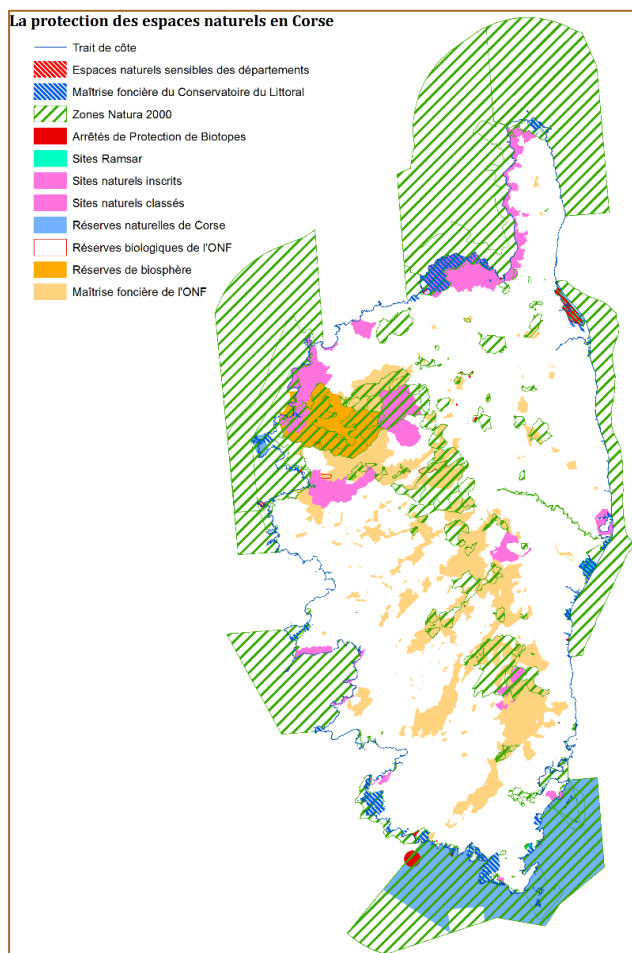 La protection des espaces naturels en Corse
Trait de côte
Espaces naturels sensibles des départements
Maîtrise foncière du Conservatoire du Littoral
Zones Natura 2000
Arrêtés de Protection de Biotopes
Sites Ramsar
Sites naturels inscrits
Sites naturels classés
Réserves naturelles de Corse
Réserves biologiques de l'ONF
Réserves de biosphère
Maîtrise foncière de l'ONF